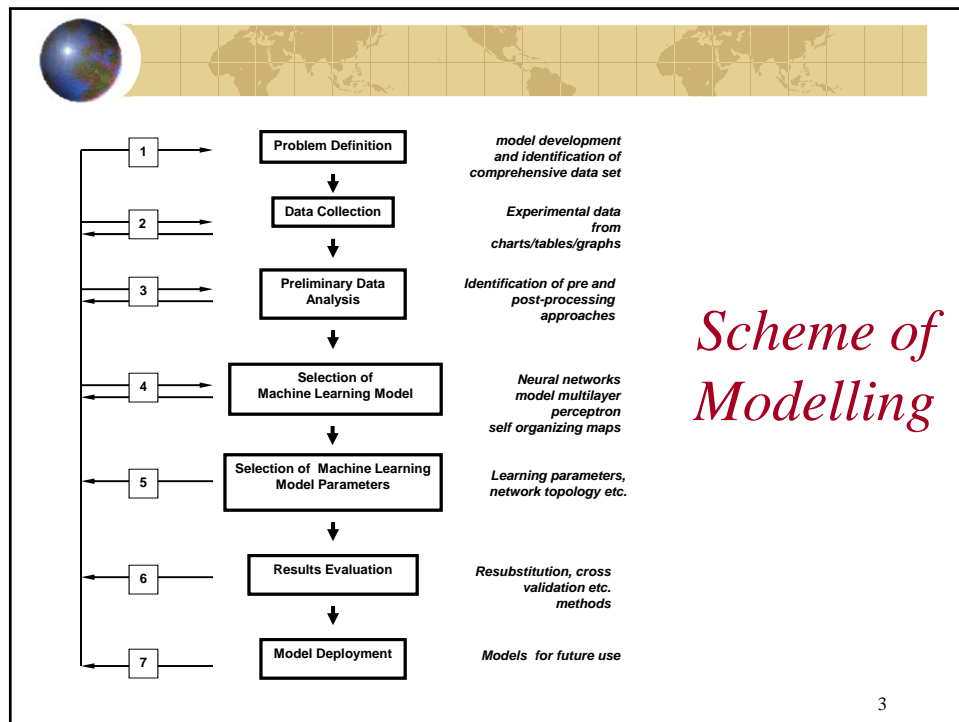 1
Problem Definition
model development
and identification of
comprehensive data set
2
Data Collection
Experimental data
from
charts/tables/graphs
3
Preliminary Data
Analysis
Identification of pre and
post-processing
approaches
Scheme of
Modelling
4
Selection of
Machine Learning Model
Neural networks
model multilayer
perceptron
self organizing maps
5
Selection of Machine Learning
Model Parameters
Learning parameters,
network topology etc.
6
Results Evaluation
Resubstitution, cross
validation etc.
methods
7
Model Deployment
Models for future use
3